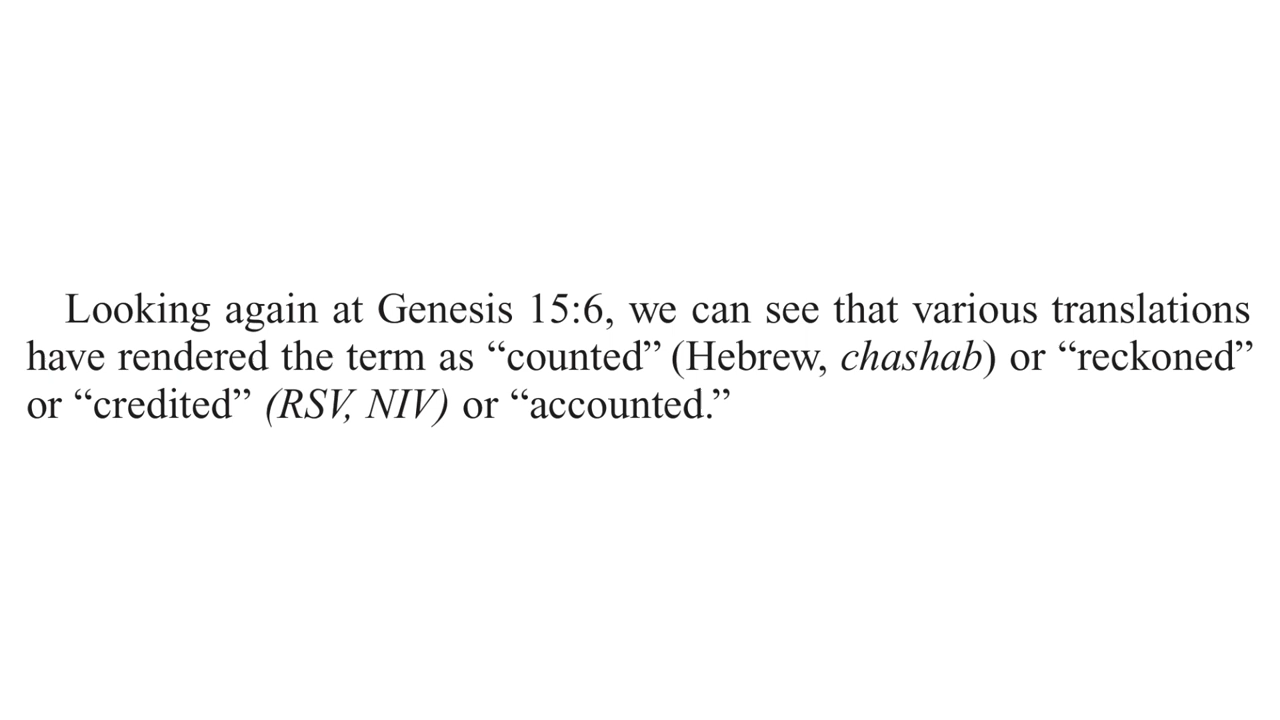 Looking again at Genesis 15:6, we can see that various translations
have rendered the term as “counted” (Hebrew, chashab) or “reckoned”
or “credited” (RSV, NIV) or “accounted.”